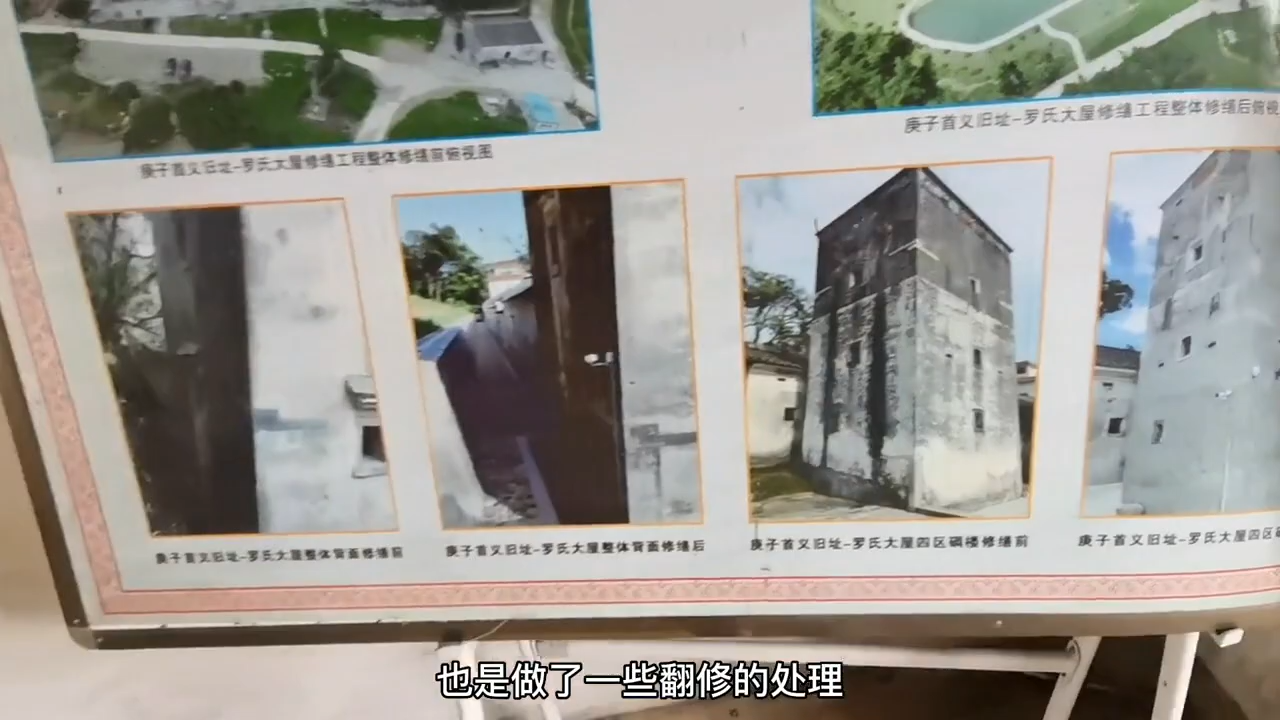 庚子首义旧址-罗氏大屋修缮工程整体修缮前俯视图
庚子首义旧址-罗氏大屋修缮工程整体修缮后俯视
庚子首义旧址-罗氏大屋整体背面修缮前
庚子首义旧址-罗氏大屋整体背面修缮后
庚子首义旧址-罗氏大屋四区碉楼修缮前
庚子首义旧址-罗氏大屋四区
也是做了一些翻修的处理